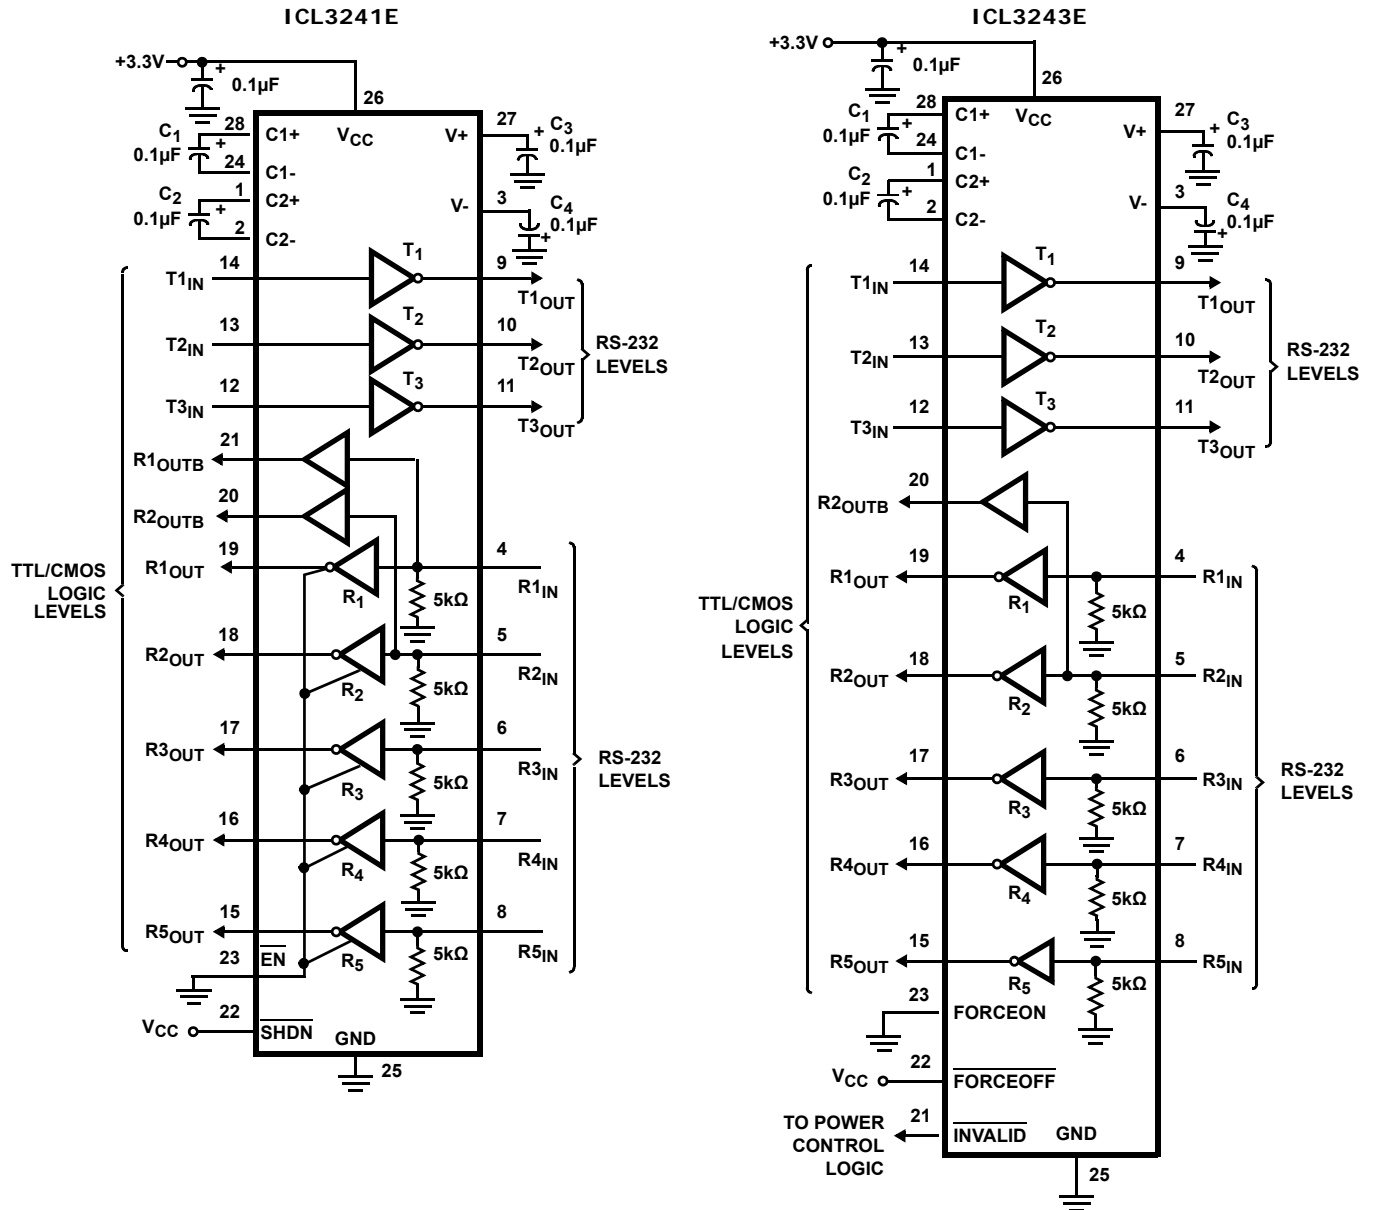 ICL3241E
+3.3V
+
0.1µF
26
C1
0.1µF
+
28
C1+
VCC
V+
27
+
C3
0.1µF
24
C1-
C2
0.1µF
+
1
C2+
V-
3
C4
0.1µF
+
2
C2-
T1IN
14
T1
9
T1OUT
T2IN
13
T2
10
T2OUT
RS-232
LEVELS
T3IN
12
T3
11
T3OUT
R1OUTB
21
R2OUTB
20
TTL/CMOS
LOGIC
LEVELS
R1OUT
19
R1
5kΩ
4
R1IN
R2OUT
18
R2
5kΩ
5
R2IN
R3OUT
17
R3
5kΩ
6
R3IN
RS-232
LEVELS
R4OUT
16
R4
5kΩ
7
R4IN
R5OUT
15
R5
5kΩ
8
R5IN
23
EN
VCC
22
SHDN
GND
25
ICL3243E
+3.3V
+
0.1µF
26
C1
0.1µF
+
28
C1+
VCC
V+
27
+
C3
0.1µF
24
C1-
C2
0.1µF
+
1
C2+
V-
3
C4
0.1µF
+
2
C2-
T1IN
14
T1
9
T1OUT
T2IN
13
T2
10
T2OUT
RS-232
LEVELS
T3IN
12
T3
11
T3OUT
R2OUTB
20
TTL/CMOS
LOGIC
LEVELS
R1OUT
19
R1
5kΩ
4
R1IN
R2OUT
18
R2
5kΩ
5
R2IN
R3OUT
17
R3
5kΩ
6
R3IN
RS-232
LEVELS
R4OUT
16
R4
5kΩ
7
R4IN
R5OUT
15
R5
5kΩ
8
R5IN
23
FORCEON
VCC
22
FORCEOFF
TO POWER
CONTROL
LOGIC
21
INVALID
GND
25